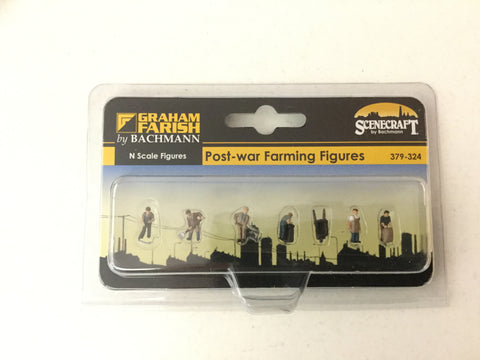 GRAHAM
FARISH
by BACHMANN
SCENECRAFT
by Bachmann
N Scale Figures
Post-war Farming Figures
379-324